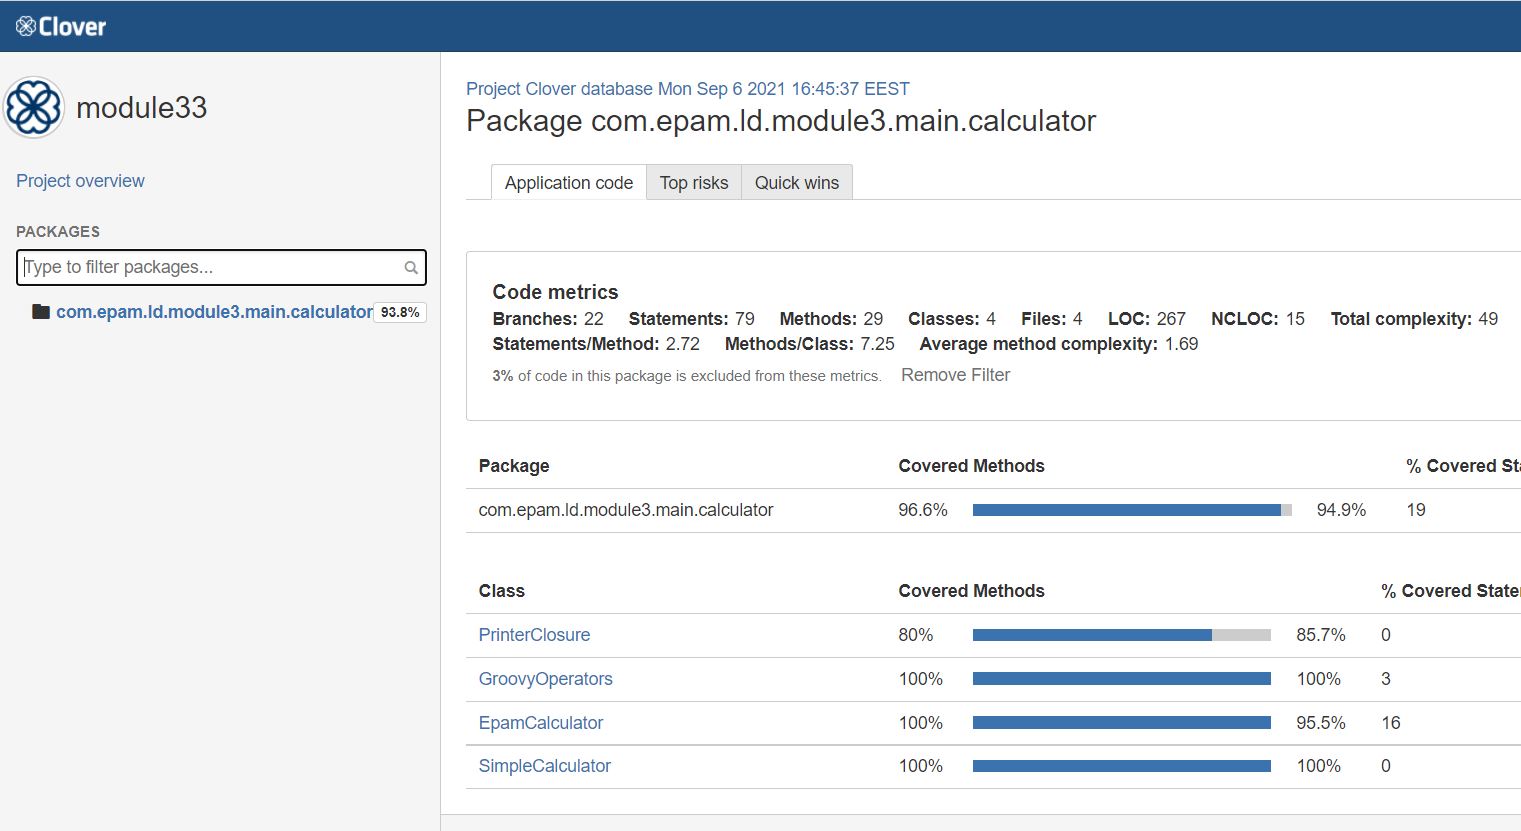 Clover
module33
Project overview
PACKAGES
Type to filter packages...
com.epam.ld.module3.main.calculator 93.8%
Project Clover database Mon Sep 6 2021 16:45:37 EEST
Package com.epam.ld.module3.main.calculator
Application code Top risks Quick wins
Code metrics
Branches: 22 Statements: 79 Methods: 29 Classes: 4 Files: 4 LOC: 267 NCLOC: 15 Total complexity: 49
Statements/Method: 2.72 Methods/Class: 7.25 Average method complexity: 1.69
3% of code in this package is excluded from these metrics. Remove Filter
Package Covered Methods % Covered Sta
com.epam.ld.module3.main.calculator 96.6% 94.9% 19
Class Covered Methods % Covered State
PrinterClosure 80% 85.7% 0
GroovyOperators 100% 100% 3
EpamCalculator 100% 95.5% 16
SimpleCalculator 100% 100% 0